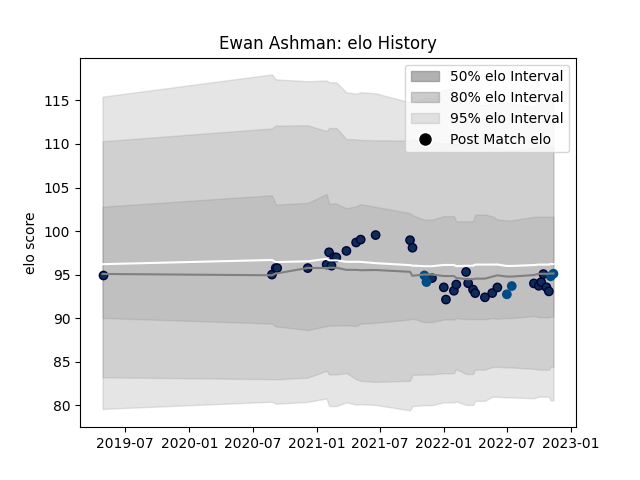 Ewan Ashman: elo History
50% elo Interval
80% elo Interval
95% elo Interval
Post Match elo
elo score
115
110
105
100
95
90
85
80
2019-07 2020-01 2020-07 2021-01 2021-07 2022-01 2022-07 2023-01